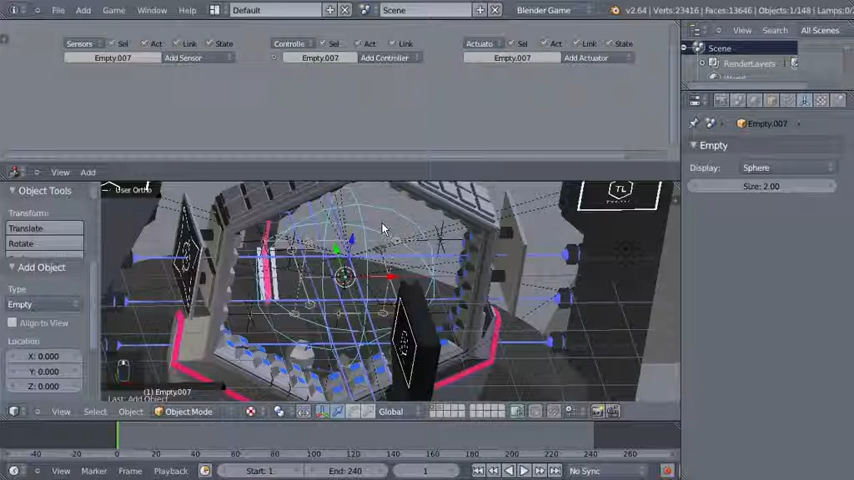 File Add Game Window Help Default Scene Blender Game v2.64 | Verts:23416 | Faces:13646 | Objects:1/148 | Lamps:0/
View Search All Scenes
Sensors Sel Act Link State Controlle Sel Act Link Actuato Sel Act Link State
Scene
Empty.007 Add Sensor Empty.007 Add Controller Empty.007 Add Actuator
RenderLayers
World
Empty.007
Empty
Display: Sphere
Size: 2.00
View Add
Object Tools
User Ortho
TL
Transform:
Translate
Rotate
Add Object
Type
Empty
Align to View
Location
X: 0.000
Y: 0.000
Z: 0.000
(1) Empty.007
Last: Add Object
View Select Object Object Mode Global
0 20 40 60 80 100 120 140 160 180 200 220 240 260
View Marker Frame Playback Start: 1 End: 240 1 No Sync